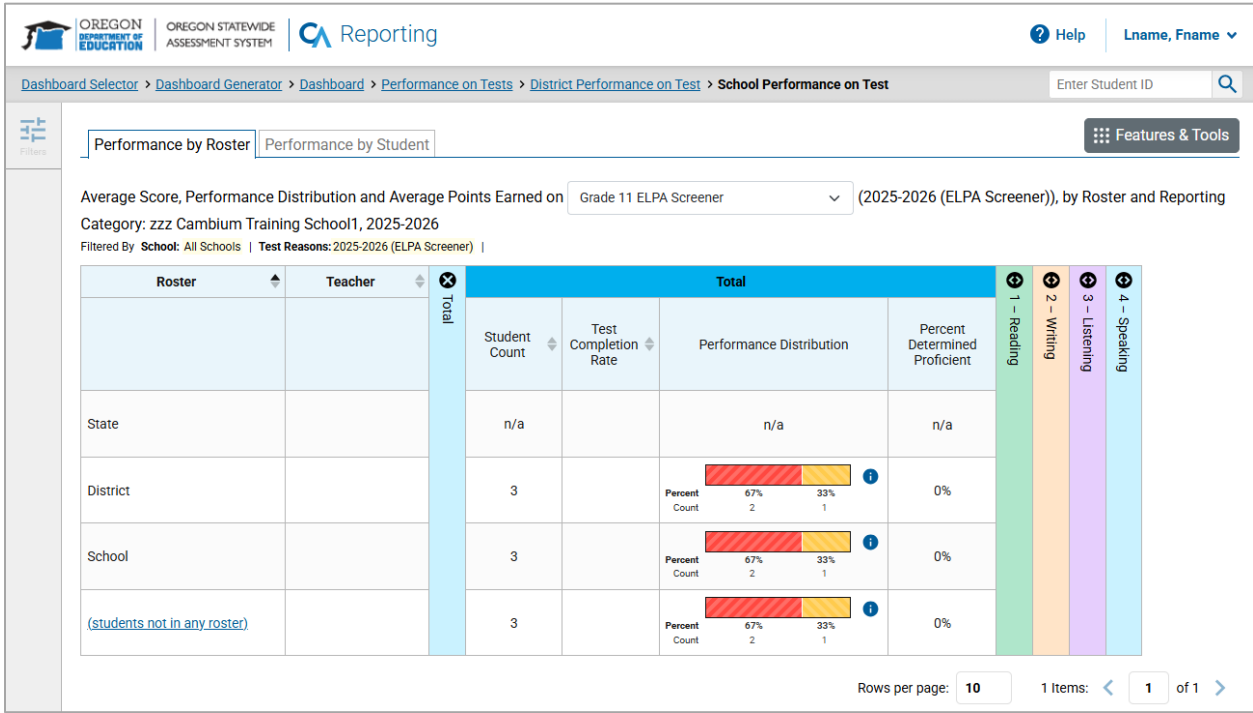 OREGON
DEPARTMENT OF
EDUCATION
OREGON STATEWIDE
ASSESSMENT SYSTEM
CA Reporting
? Help
Lname, Fname
Dashboard Selector > Dashboard Generator > Dashboard > Performance on Tests > District Performance on Test > School Performance on Test
Enter Student ID
Filters
Performance by Roster
Performance by Student
Features & Tools
Average Score, Performance Distribution and Average Points Earned on Grade 11 ELPA Screener (2025-2026 (ELPA Screener)), by Roster and Reporting
Category: zzz Cambium Training School1, 2025-2026
Filtered By School: All Schools | Test Reasons: 2025-2026 (ELPA Screener) |
Roster
Teacher
Total
Total
Student
Count
Test
Completion
Rate
Performance Distribution
Percent
Determined
Proficient
1 – Reading
2 – Writing
3 – Listening
4 – Speaking
State
n/a
n/a
n/a
District
3
Percent 67% 33%
Count 2 1
0%
School
3
Percent 67% 33%
Count 2 1
0%
(students not in any roster)
3
Percent 67% 33%
Count 2 1
0%
Rows per page: 10
1 Items: 1 of 1